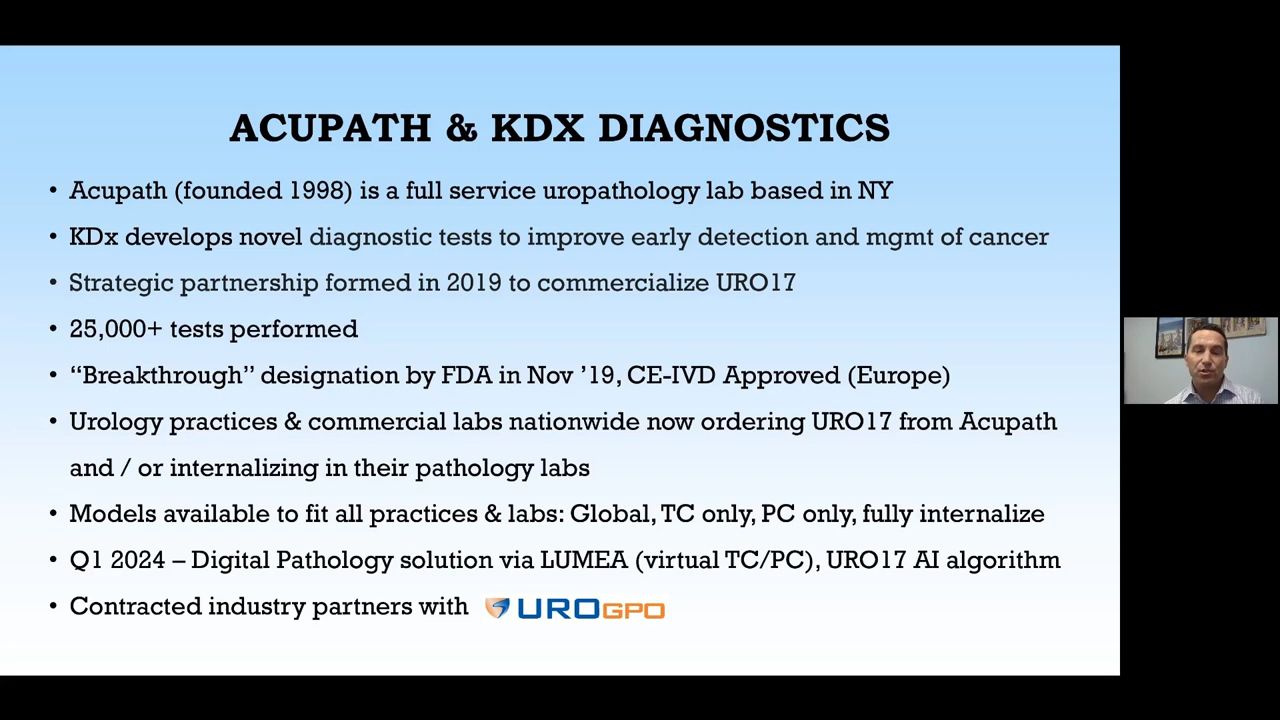 ACUPATH & KDX DIAGNOSTICS
• Acupath (founded 1998) is a full service uropathology lab based in NY
• KDx develops novel diagnostic tests to improve early detection and mgmt of cancer
• Strategic partnership formed in 2019 to commercialize URO17
• 25,000+ tests performed
• “Breakthrough” designation by FDA in Nov ’19, CE-IVD Approved (Europe)
• Urology practices & commercial labs nationwide now ordering URO17 from Acupath
and / or internalizing in their pathology labs
• Models available to fit all practices & labs: Global, TC only, PC only, fully internalize
• Q1 2024 – Digital Pathology solution via LUMEA (virtual TC/PC), URO17 AI algorithm
• Contracted industry partners with UROGPO